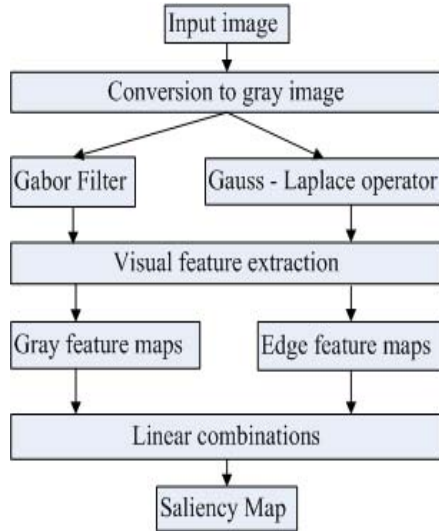 Input image
Conversion to gray image
Gabor Filter
Gauss - Laplace operator
Visual feature extraction
Gray feature maps
Edge feature maps
Linear combinations
Saliency Map